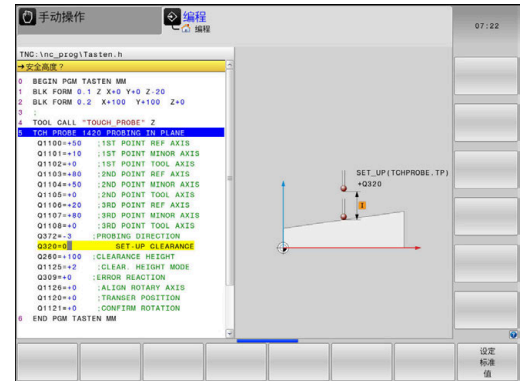 手动操作
编程
编程
07:22
TNC:\nc_prog\Tasten.h
→安全高度？
0 BEGIN PGM TASTEN MM
1 BLK FORM 0.1 Z X+0 Y+0 Z-20
2 BLK FORM 0.2 X+100 Y+100 Z+0
3 ;
4 TOOL CALL "TOUCH_PROBE" Z
5 TCH PROBE 1420 PROBING IN PLANE
Q1100=+50 ;1ST POINT REF AXIS
Q1101=+10 ;1ST POINT MINOR AXIS
Q1102=+0 ;1ST POINT TOOL AXIS
Q1103=+80 ;2ND POINT REF AXIS
Q1104=+50 ;2ND POINT MINOR AXIS
Q1105=+0 ;2ND POINT TOOL AXIS
Q1106=+20 ;3RD POINT REF AXIS
Q1107=+80 ;3RD POINT MINOR AXIS
Q1108=+0 ;3RD POINT TOOL AXIS
Q372=-3 ;PROBING DIRECTION
Q320=0 SET-UP CLEARANCE
Q260=+100 ;CLEARANCE HEIGHT
Q1125=+2 ;CLEAR. HEIGHT MODE
Q309=+0 ;ERROR REACTION
Q1126=+0 ;ALIGN ROTARY AXIS
Q1120=+0 ;TRANSER POSITION
Q1121=+0 ;CONFIRM ROTATION
6 END PGM TASTEN MM
SET_UP(TCHPROBE.TP)
+Q320
设定
标准
值